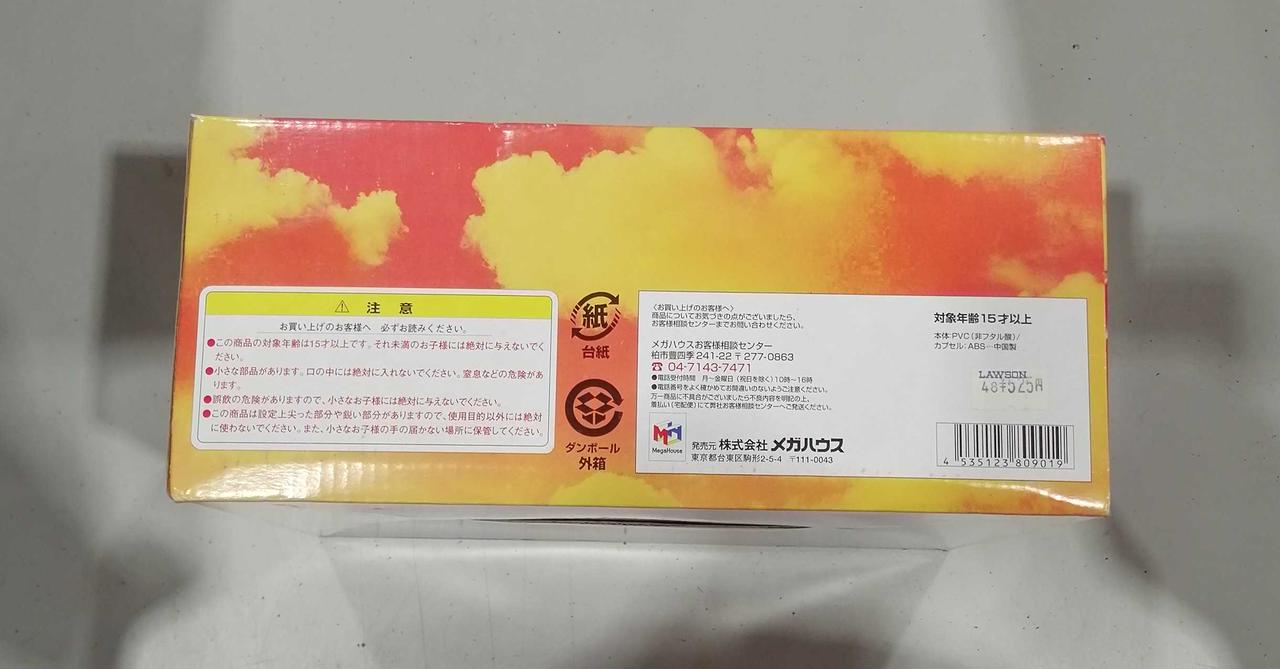 ⚠ 注意
お買い上げのお客様へ 必ずお読みください。
●この商品の対象年齢は15才以上です。それ未満のお子様には絶対に与えないでく
ださい。
●小さな部品があります。口の中には絶対に入れないでください。窒息などの危険があ
ります。
●誤飲の危険がありますので、小さなお子様には絶対に与えないでください。
●この商品は設定上尖った部分や鋭い部分がありますので、使用目的以外には絶対
に使わないでください。また、小さなお子様の手の届かない場所に保管してください。
紙
台紙
ダンボール
外箱
〈お買い上げのお客様へ〉
商品についてお気づきの点がございましたら、
お客様相談センターまでお問い合わせください。
メガハウスお客様相談センター
柏市豊四季241-22 〒277-0863
☎ 04-7143-7471
●電話受付時間 月〜金曜日(祝日を除く)10時〜16時
●電話番号をよく確かめてお間違いのないようご注意ください。
万一商品に不具合がございましたら不良内容を明記の上、
着払い(宅配便)にて弊社お客様相談センターへご発送ください。
MegaHouse
発売元 株式会社 メガハウス
東京都台東区駒形2-5-4 〒111-0043
対象年齢15才以上
本体:PVC(非フタル酸)/
カプセル:ABS…中国製
LAWSON
48キ525円
4 535123 809019